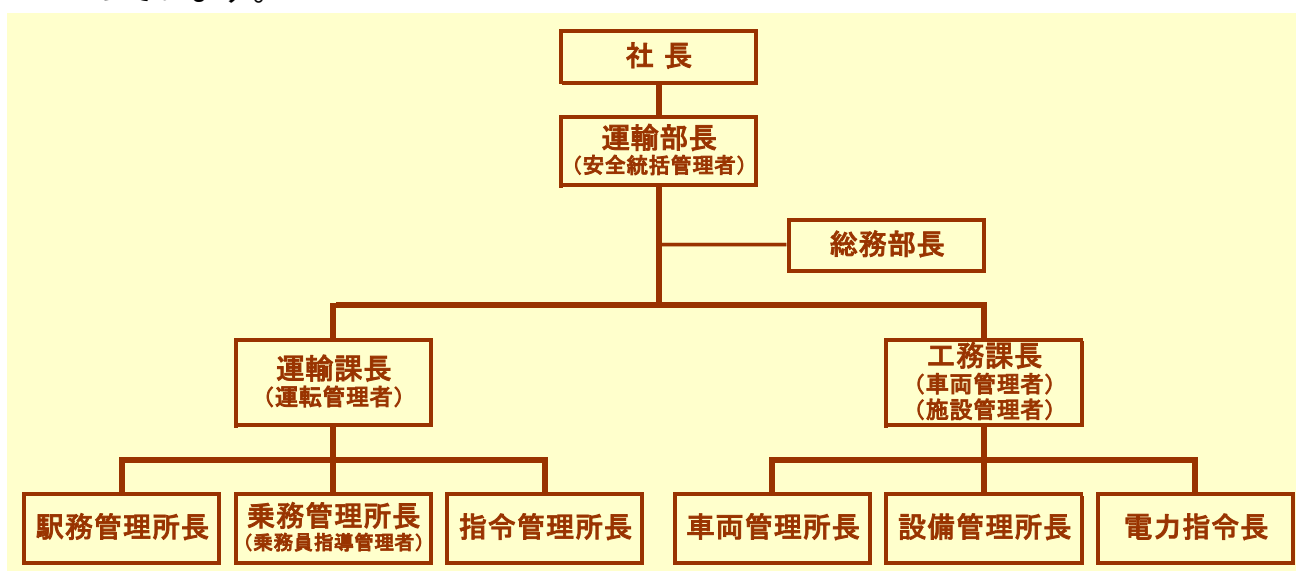 社 長
運輸部長
（安全統括管理者）
総務部長
運輸課長
（運転管理者）
工務課長
（車両管理者）
（施設管理者）
駅務管理所長
乗務管理所長
（乗務員指導管理者）
指令管理所長
車両管理所長
設備管理所長
電力指令長